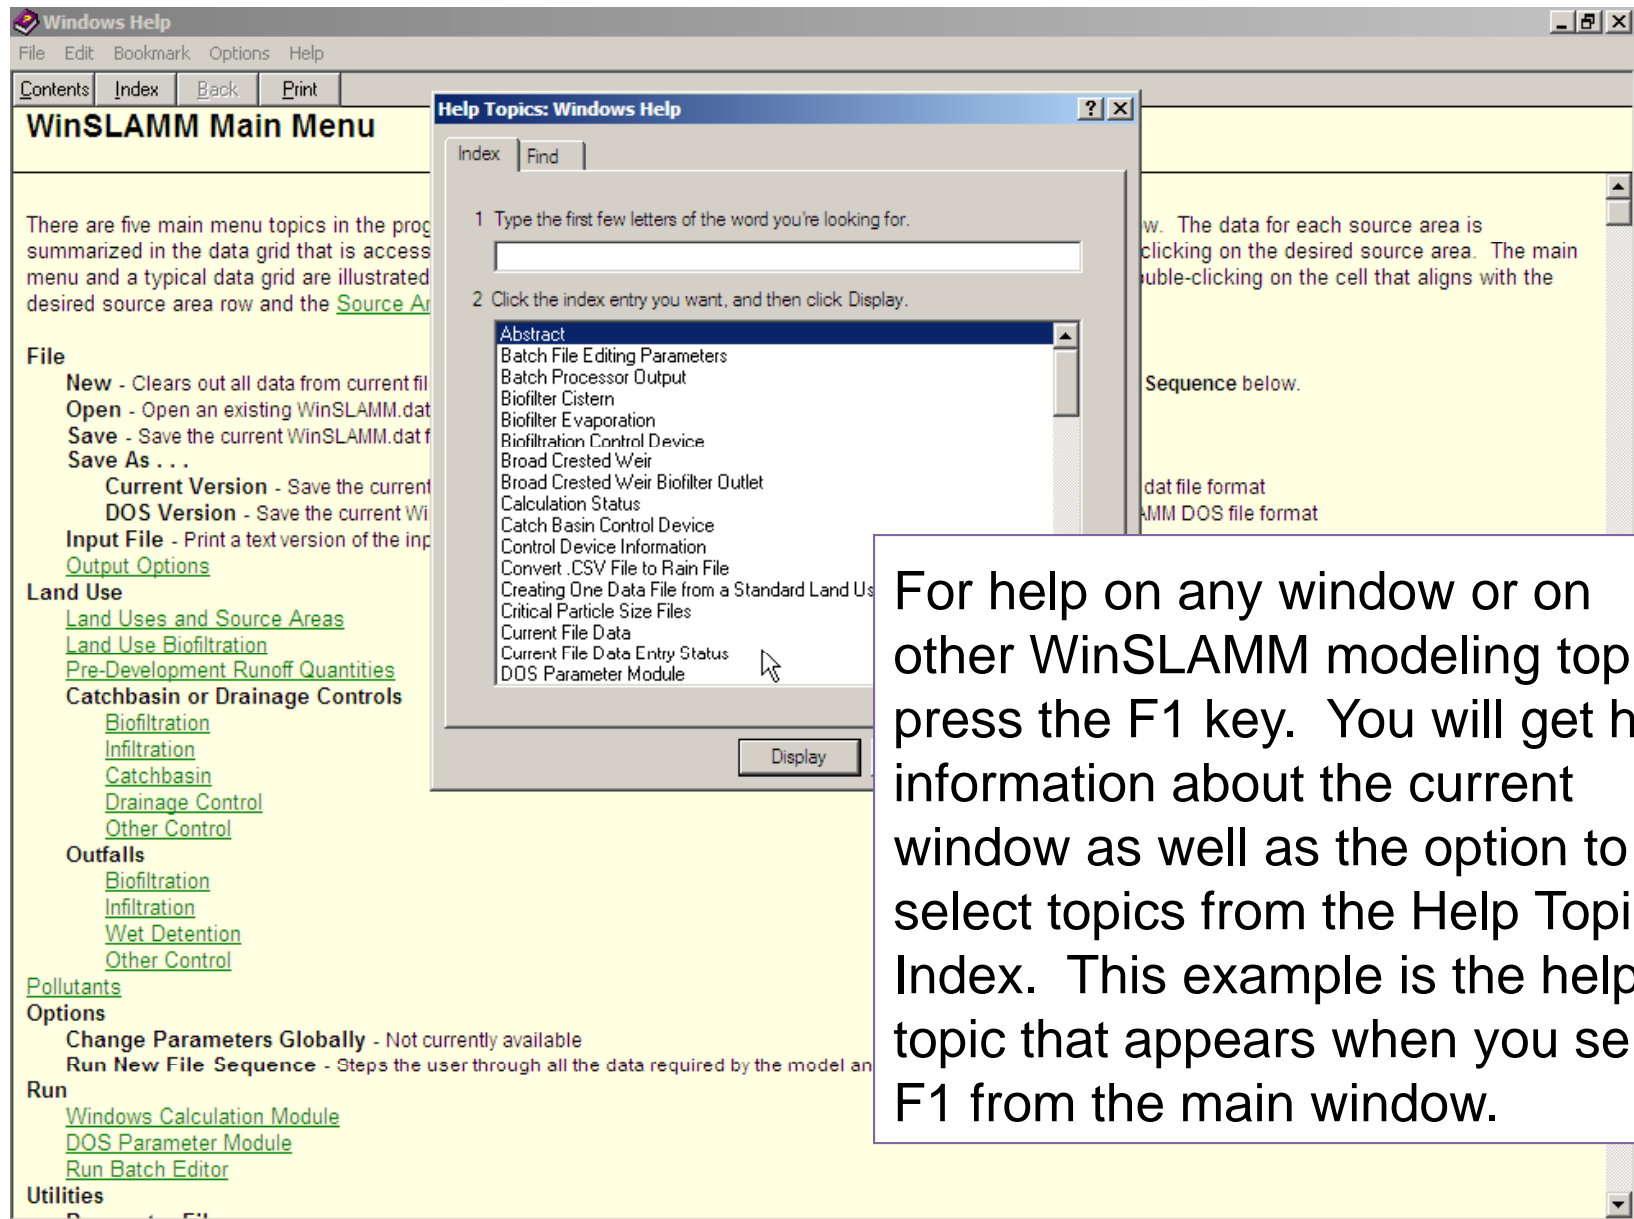 Windows Help
File Edit Bookmark Options Help
Contents Index Back Print
WinSLAMM Main Menu
There are five main menu topics in the prog
summarized in the data grid that is access
menu and a typical data grid are illustrated
desired source area row and the Source Ar
w. The data for each source area is
clicking on the desired source area. The main
uble-clicking on the cell that aligns with the
File
New - Clears out all data from current fil
Sequence below.
Open - Open an existing WinSLAMM.dat
Save - Save the current WinSLAMM.dat f
Save As . . .
Current Version - Save the current
dat file format
DOS Version - Save the current Wi
AMM DOS file format
Input File - Print a text version of the inp
Output Options
Land Use
Land Uses and Source Areas
Land Use Biofiltration
Pre-Development Runoff Quantities
Catchbasin or Drainage Controls
Biofiltration
Infiltration
Catchbasin
Drainage Control
Other Control
Outfalls
Biofiltration
Infiltration
Wet Detention
Other Control
Pollutants
Options
Change Parameters Globally - Not currently available
Run New File Sequence - Steps the user through all the data required by the model an
Run
Windows Calculation Module
DOS Parameter Module
Run Batch Editor
Utilities
Help Topics: Windows Help
Index Find
1 Type the first few letters of the word you're looking for.
2 Click the index entry you want, and then click Display.
Abstract
Batch File Editing Parameters
Batch Processor Output
Biofilter Cistern
Biofilter Evaporation
Biofiltration Control Device
Broad Crested Weir
Broad Crested Weir Biofilter Outlet
Calculation Status
Catch Basin Control Device
Control Device Information
Convert .CSV File to Rain File
Creating One Data File from a Standard Land Us
Critical Particle Size Files
Current File Data
Current File Data Entry Status
DOS Parameter Module
Display
For help on any window or on
other WinSLAMM modeling top
press the F1 key. You will get h
information about the current
window as well as the option to
select topics from the Help Topi
Index. This example is the help
topic that appears when you se
F1 from the main window.